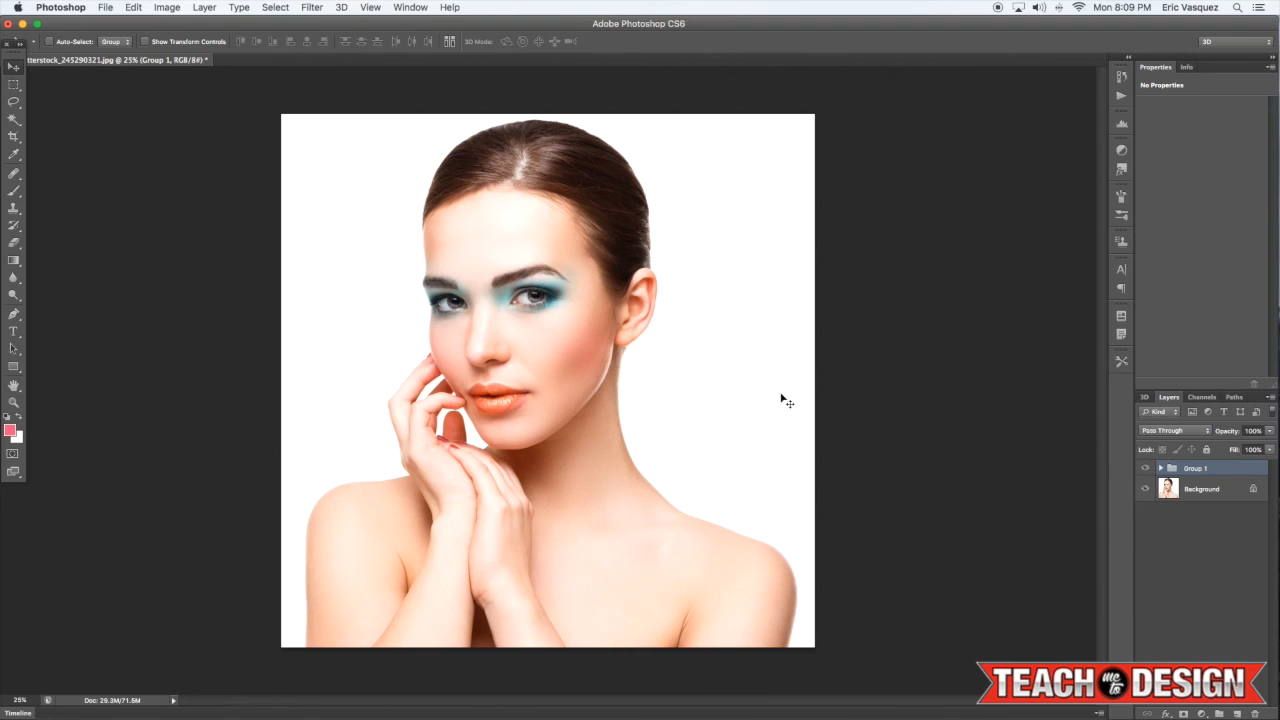 Photoshop File Edit Image Layer Type Select Filter 3D View Window Help Mon 8:09 PM Eric Vasquez
Adobe Photoshop CS6
Auto-Select: Group Show Transform Controls 3D Mode: 3D
tterstock_245290321.jpg @ 25% (Group 1, RGB/8#) *
Properties Info
No Properties
3D Layers Channels Paths
Kind
Pass Through Opacity: 100%
Lock: Fill: 100%
Group 1
Background
TEACH me to DESIGN
25% Doc: 29.3M/71.5M
Timeline